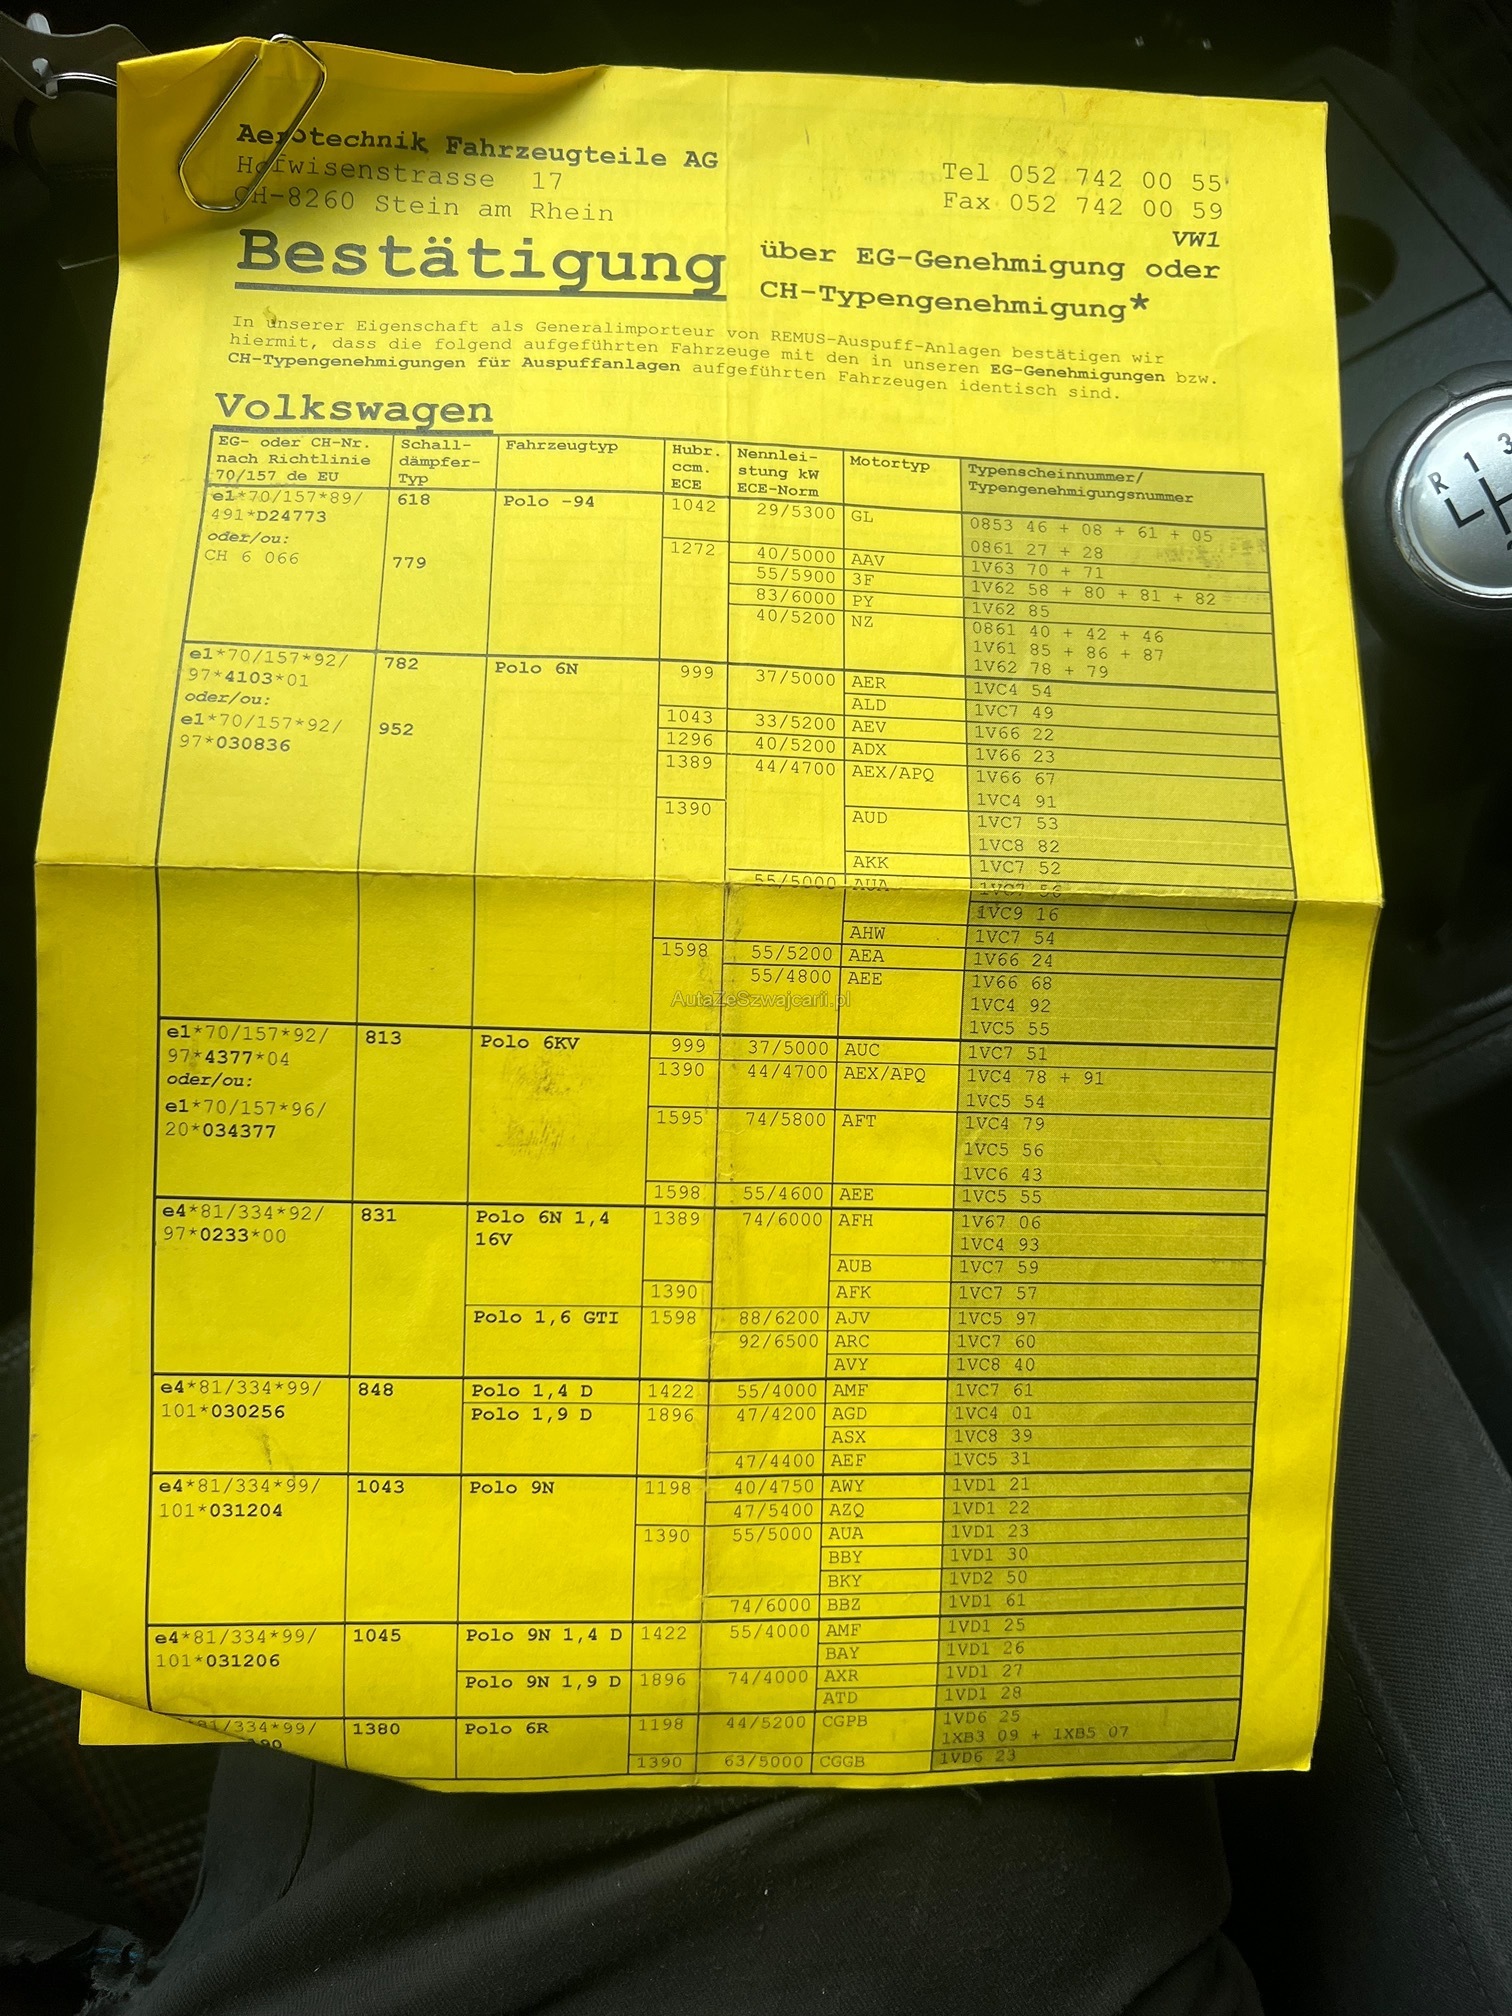 Aerotechnik Fahrzeugteile AG
Hofwisenstrasse 17
CH-8260 Stein am Rhein
Tel 052 742 00 55
Fax 052 742 00 59
VW1
Bestätigung über EG-Genehmigung oder
CH-Typengenehmigung*
In unserer Eigenschaft als Generalimporteur von REMUS-Auspuff-Anlagen bestätigen wir
hiermit, dass die folgend aufgeführten Fahrzeuge mit den in unseren EG-Genehmigungen bzw.
CH-Typengenehmigungen für Auspuffanlagen aufgeführten Fahrzeugen identisch sind.
Volkswagen
EG- oder CH-Nr. nach Richtlinie 70/157 de EU Schall-dämpfer-Typ Fahrzeugtyp Hubr. ccm. ECE Nennlei-stung kW ECE-Norm Motortyp Typenscheinnummer/ Typengenehmigungsnummer
e1*70/157*89/ 618 Polo -94 1042 29/5300 GL 0853 46 + 08 + 61 + 05
491*D24773
oder/ou: 1272 40/5000 AAV 0861 27 + 28
CH 6 066 779 55/5900 3F 1V63 70 + 71
83/6000 PY 1V62 58 + 80 + 81 + 82
1V62 85
40/5200 NZ 0861 40 + 42 + 46
1V61 85 + 86 + 87
1V62 78 + 79
e1*70/157*92/ 782 Polo 6N 999 37/5000 AER 1VC4 54
97*4103*01 ALD 1VC7 49
oder/ou: 1043 33/5200 AEV 1V66 22
e1*70/157*92/ 952 1296 40/5200 ADX 1V66 23
97*030836 1389 44/4700 AEX/APQ 1V66 67
1VC4 91
1390 AUD 1VC7 53
1VC8 82
AKK 1VC7 52
55/5000 AUA 1VC7 56
1VC9 16
AHW 1VC7 54
1598 55/5200 AEA 1V66 24
55/4800 AEE 1V66 68
1VC4 92
1VC5 55
AutaZeSzwajcarii.pl
e1*70/157*92/ 813 Polo 6KV 999 37/5000 AUC 1VC7 51
97*4377*04 1390 44/4700 AEX/APQ 1VC4 78 + 91
oder/ou: 1VC5 54
e1*70/157*96/ 1595 74/5800 AFT 1VC4 79
20*034377 1VC5 56
1VC6 43
1598 55/4600 AEE 1VC5 55
e4*81/334*92/ 831 Polo 6N 1,4 1389 74/6000 AFH 1V67 06
97*0233*00 16V 1VC4 93
AUB 1VC7 59
1390 AFK 1VC7 57
Polo 1,6 GTI 1598 88/6200 AJV 1VC5 97
92/6500 ARC 1VC7 60
AVY 1VC8 40
e4*81/334*99/ 848 Polo 1,4 D 1422 55/4000 AMF 1VC7 61
101*030256 Polo 1,9 D 1896 47/4200 AGD 1VC4 01
ASX 1VC8 39
47/4400 AEF 1VC5 31
e4*81/334*99/ 1043 Polo 9N 1198 40/4750 AWY 1VD1 21
101*031204 47/5400 AZQ 1VD1 22
1390 55/5000 AUA 1VD1 23
BBY 1VD1 30
BKY 1VD2 50
74/6000 BBZ 1VD1 61
e4*81/334*99/ 1045 Polo 9N 1,4 D 1422 55/4000 AMF 1VD1 25
101*031206 BAY 1VD1 26
Polo 9N 1,9 D 1896 74/4000 AXR 1VD1 27
ATD 1VD1 28
1380 Polo 6R 1198 44/5200 CGPB 1VD6 25
1XB3 09 + 1XB5 07
1390 63/5000 CGGB 1VD6 23
R 1 3